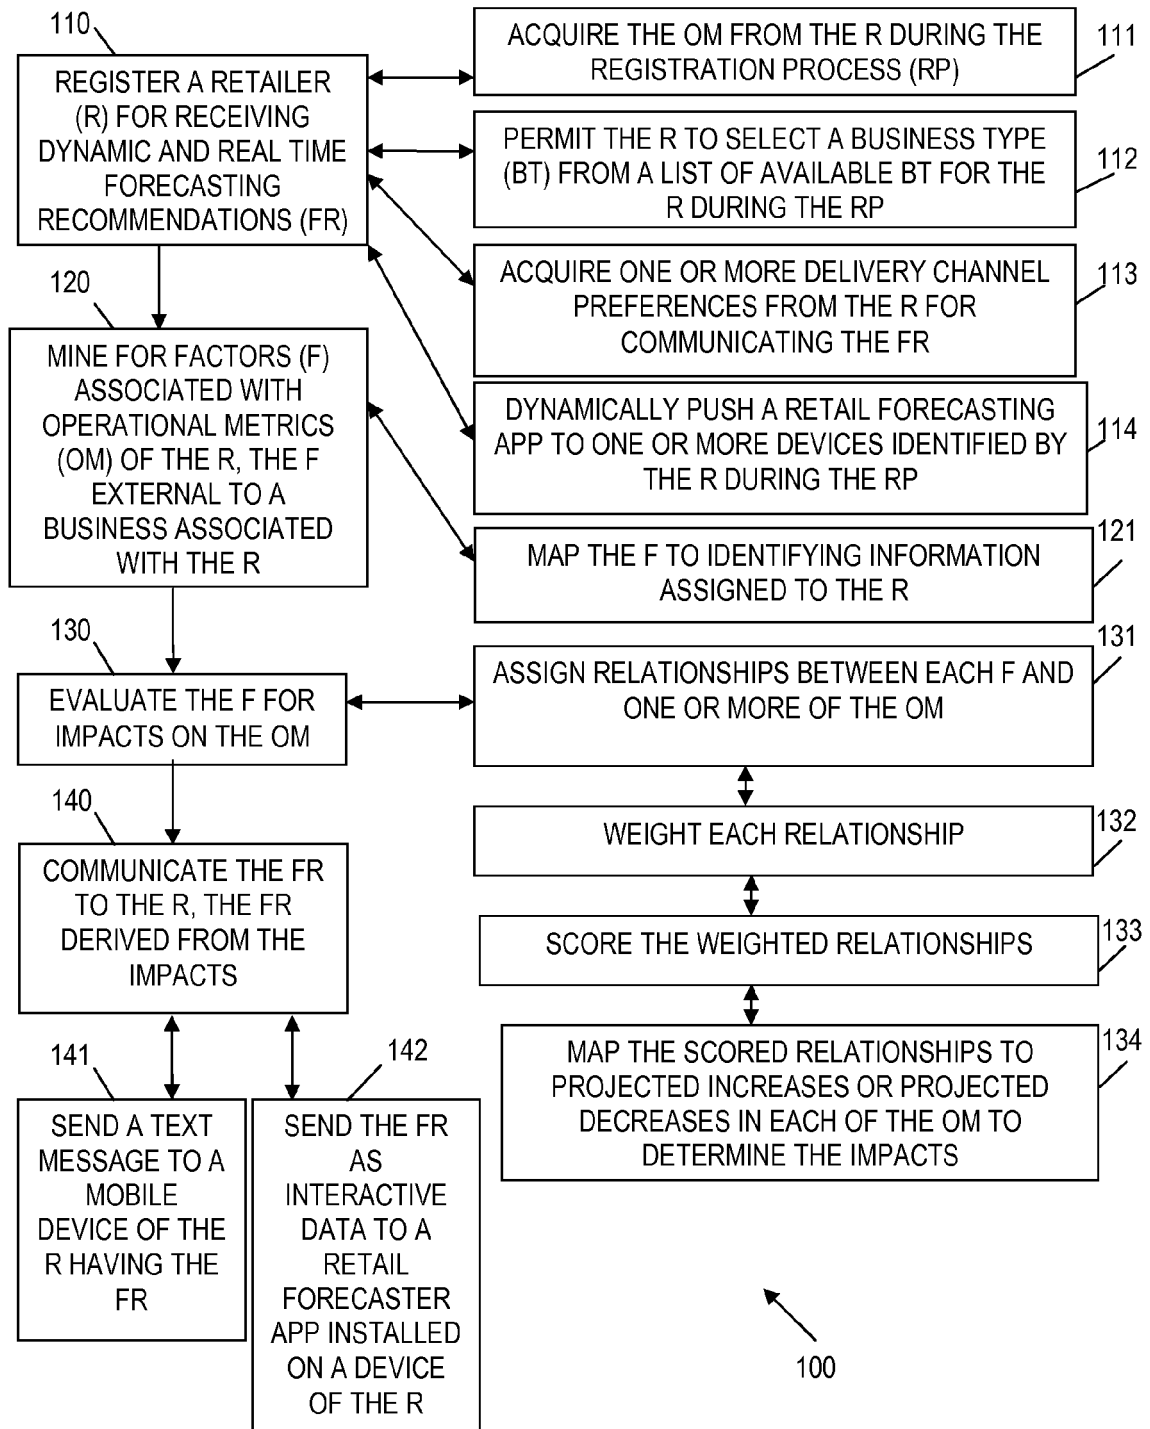 110
REGISTER A RETAILER
(R) FOR RECEIVING
DYNAMIC AND REAL TIME
FORECASTING
RECOMMENDATIONS (FR)
ACQUIRE THE OM FROM THE R DURING THE
REGISTRATION PROCESS (RP)
111
PERMIT THE R TO SELECT A BUSINESS TYPE
(BT) FROM A LIST OF AVAILABLE BT FOR THE
R DURING THE RP
112
ACQUIRE ONE OR MORE DELIVERY CHANNEL
PREFERENCES FROM THE R FOR
COMMUNICATING THE FR
113
DYNAMICALLY PUSH A RETAIL FORECASTING
APP TO ONE OR MORE DEVICES IDENTIFIED BY
THE R DURING THE RP
114
120
MINE FOR FACTORS (F)
ASSOCIATED WITH
OPERATIONAL METRICS
(OM) OF THE R, THE F
EXTERNAL TO A
BUSINESS ASSOCIATED
WITH THE R
MAP THE F TO IDENTIFYING INFORMATION
ASSIGNED TO THE R
121
130
EVALUATE THE F FOR
IMPACTS ON THE OM
ASSIGN RELATIONSHIPS BETWEEN EACH F AND
ONE OR MORE OF THE OM
131
WEIGHT EACH RELATIONSHIP
132
SCORE THE WEIGHTED RELATIONSHIPS
133
MAP THE SCORED RELATIONSHIPS TO
PROJECTED INCREASES OR PROJECTED
DECREASES IN EACH OF THE OM TO
DETERMINE THE IMPACTS
134
140
COMMUNICATE THE FR
TO THE R, THE FR
DERIVED FROM THE
IMPACTS
141
SEND A TEXT
MESSAGE TO A
MOBILE
DEVICE OF THE
R HAVING THE
FR
142
SEND THE FR
AS
INTERACTIVE
DATA TO A
RETAIL
FORECASTER
APP INSTALLED
ON A DEVICE
OF THE R
100